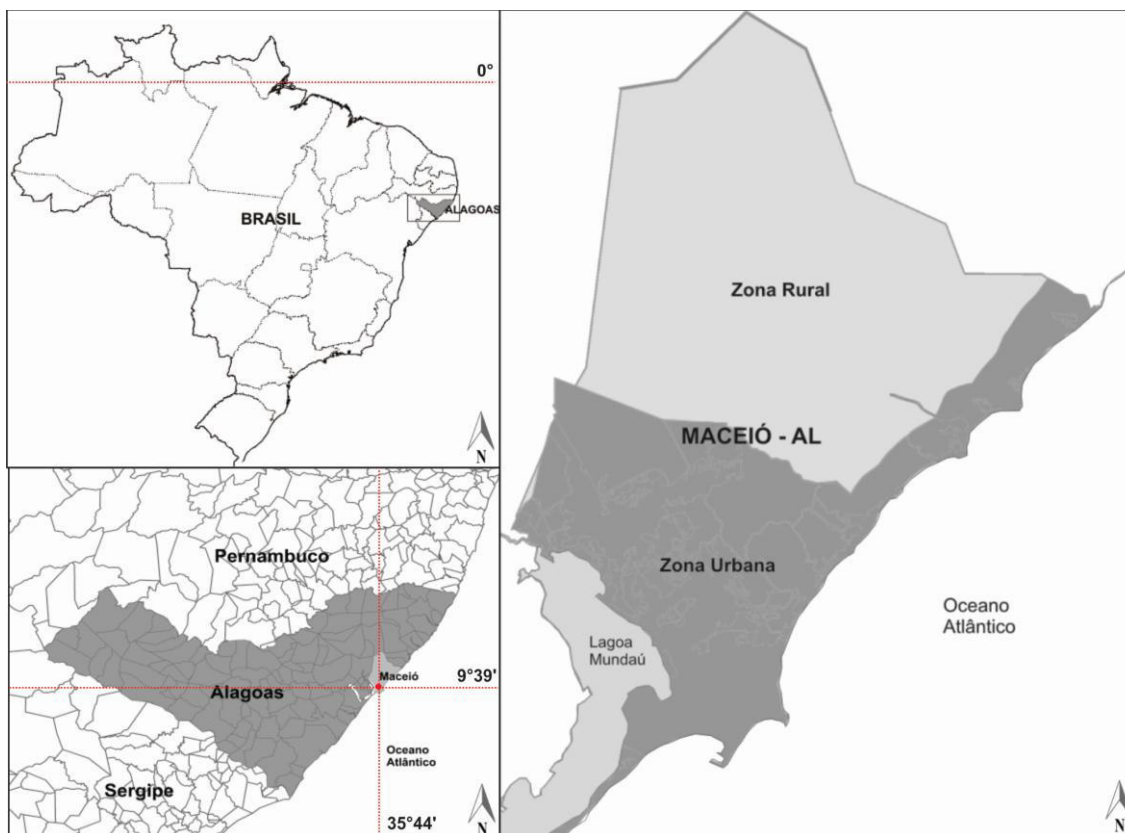 0°
BRASIL
ALAGOAS
N
Pernambuco
Alagoas
Maceió
9°39'
Oceano
Atlântico
Sergipe
35°44'
N
Zona Rural
MACEIÓ - AL
Zona Urbana
Lagoa
Mundaú
Oceano
Atlântico
N